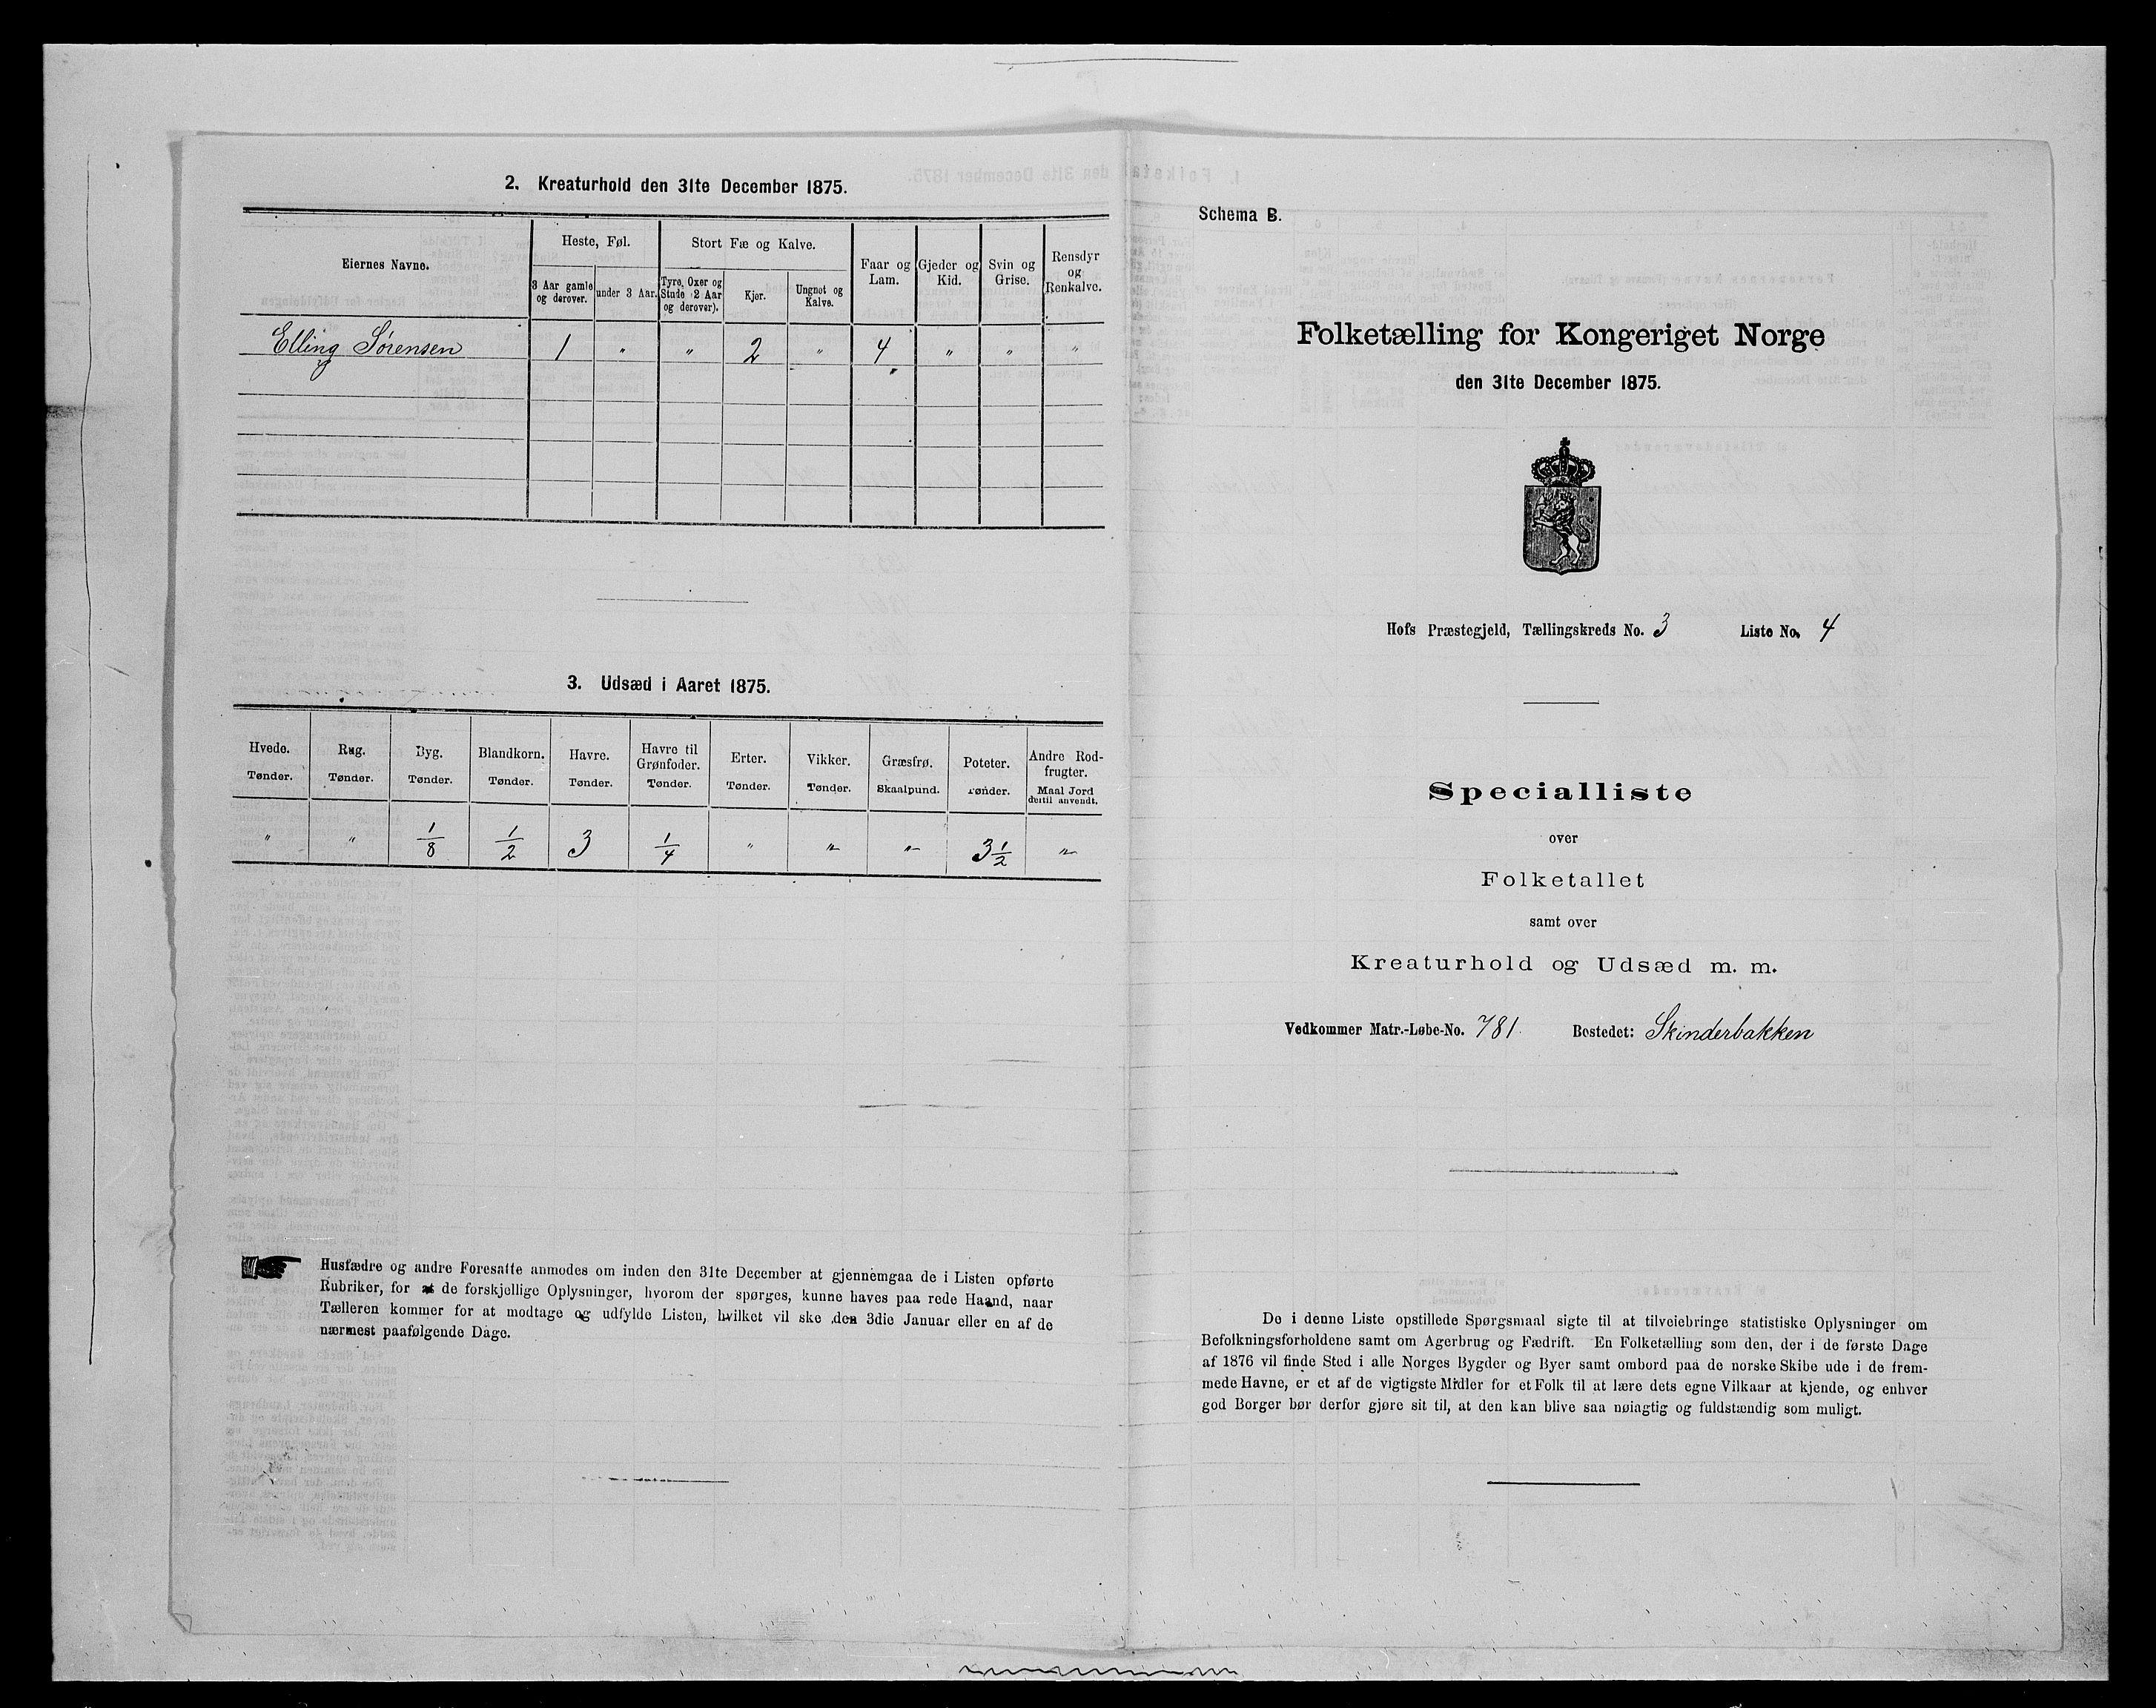 2. Kreaturhold den 31te December 1875.
Eiernes Navne.
Heste, Føl.
Stort Fæ og Kalve.
Faar og Lam.
Gjeder og Kid.
Svin og Grise.
Rensdyr og Renkalve.
3 Aar gamle og derover.
under 3 Aar.
Tyre, Oxer og Stude (2 Aar og derover).
Kjør.
Ungnøt og Kalve.
Elling Sørensen 1 " " 2 " 4 " " "
3. Udsæd i Aaret 1875.
Hvede. Rug. Byg. Blandkorn. Havre. Havre til Grønfoder. Erter. Vikker. Græsfrø. Poteter. Andre Rodfrugter.
Tønder. Tønder. Tønder. Tønder. Tønder. Tønder. Tønder. Tønder. Skaalpund. Tønder. Maal Jord dertil anvendt.
" " 1/8 1/2 3 1/4 " " " 3 1/2 "
Husfædre og andre Foresatte anmodes om inden den 31te December at gjennemgaa de i Listen opførte
Rubriker, for at de forskjellige Oplysninger, hvorom der spørges, kunne haves paa rede Haand, naar
Tælleren kommer for at modtage og udfylde Listen, hvilket vil ske den 3die Januar eller en af de
nærmest paafølgende Dage.
Schema B.
Folketælling for Kongeriget Norge
den 31te December 1875.
Hofs Præstegjeld, Tællingskreds No. 3 Liste No. 4
Specialliste
over
Folketallet
samt over
Kreaturhold og Udsæd m. m.
Vedkommer Matr.-Løbe-No. 781. Bostedet: Skinderbakken
De i denne Liste opstillede Spørgsmaal sigte til at tilveiebringe statistiske Oplysninger om
Befolkningsforholdene samt om Agerbrug og Fædrift. En Folketælling som den, der i de første Dage
af 1876 vil finde Sted i alle Norges Bygder og Byer samt ombord paa de norske Skibe ude i de frem-
mede Havne, er et af de vigtigste Midler for et Folk til at lære dets egne Vilkaar at kjende, og enhver
god Borger bør derfor gjøre sit til, at den kan blive saa nøiagtig og fuldstændig som muligt.